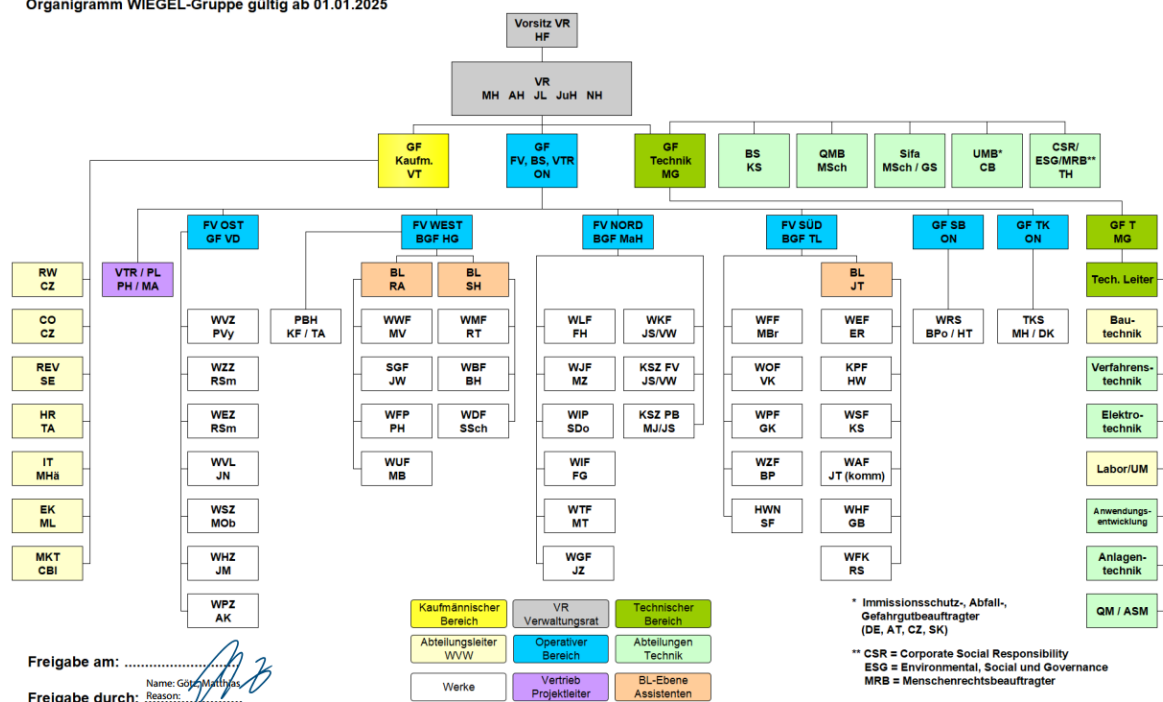 Organigramm WIEGEL-Gruppe gültig ab 01.01.2025
Vorsitz VR
HF
VR
MH AH JL JuH NH
GF
Kaufm.
VT
GF
FV, BS, VTR
ON
GF
Technik
MG
BS
KS
QMB
MSch
Sifa
MSch / GS
UMB*
CB
CSR/
ESG/MRB**
TH
FV OST
GF VD
FV WEST
BGF HG
FV NORD
BGF MaH
FV SÜD
BGF TL
GF SB
ON
GF TK
ON
GF T
MG
RW
CZ
VTR / PL
PH / MA
BL
RA
BL
SH
BL
JT
Tech. Leiter
CO
CZ
WVZ
PVy
PBH
KF / TA
WWF
MV
WMF
RT
WLF
FH
WKF
JS/VW
WFF
MBr
WEF
ER
WRS
BPo / HT
TKS
MH / DK
Bau-
technik
REV
SE
WZZ
RSm
SGF
JW
WBF
BH
WJF
MZ
KSZ FV
JS/VW
WOF
VK
KPF
HW
Verfahrens-
technik
HR
TA
WEZ
RSm
WFP
PH
WDF
SSch
WIP
SDo
KSZ PB
MJ/JS
WPF
GK
WSF
KS
Elektro-
technik
IT
MHä
WVL
JN
WUF
MB
WIF
FG
WZF
BP
WAF
JT (komm)
Labor/UM
EK
ML
WSZ
MOb
WTF
MT
HWN
SF
WHF
GB
Anwendungs-
entwicklung
MKT
CBl
WHZ
JM
WGF
JZ
WFK
RS
Anlagen-
technik
WPZ
AK
QM / ASM
Kaufmännischer
Bereich
VR
Verwaltungsrat
Technischer
Bereich
Abteilungsleiter
WVW
Operativer
Bereich
Abteilungen
Technik
Werke
Vertrieb
Projektleiter
BL-Ebene
Assistenten
* Immissionsschutz-, Abfall-,
Gefahrgutbeauftragter
(DE, AT, CZ, SK)
** CSR = Corporate Social Responsibility
ESG = Environmental, Social und Governance
MRB = Menschenrechtsbeauftragter
Freigabe am: ..............................
Name: Götz Matthias
Reason:
Freigabe durch: ..........................